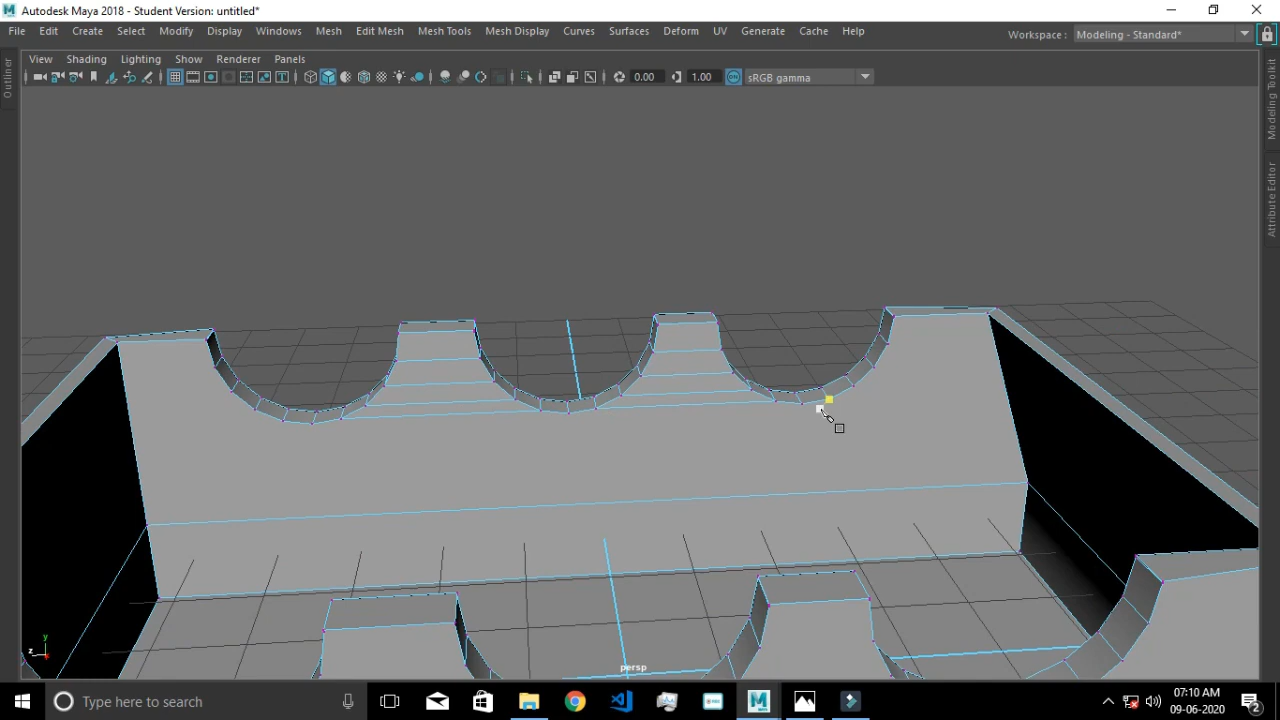 Autodesk Maya 2018 - Student Version: untitled*
File Edit Create Select Modify Display Windows Mesh Edit Mesh Mesh Tools Mesh Display Curves Surfaces Deform UV Generate Cache Help
Workspace : Modeling - Standard*
View Shading Lighting Show Renderer Panels
0.00 1.00 ON sRGB gamma
Outliner
Modeling Toolkit
Attribute Editor
y
z
persp
Type here to search
07:10 AM
09-06-2020
2